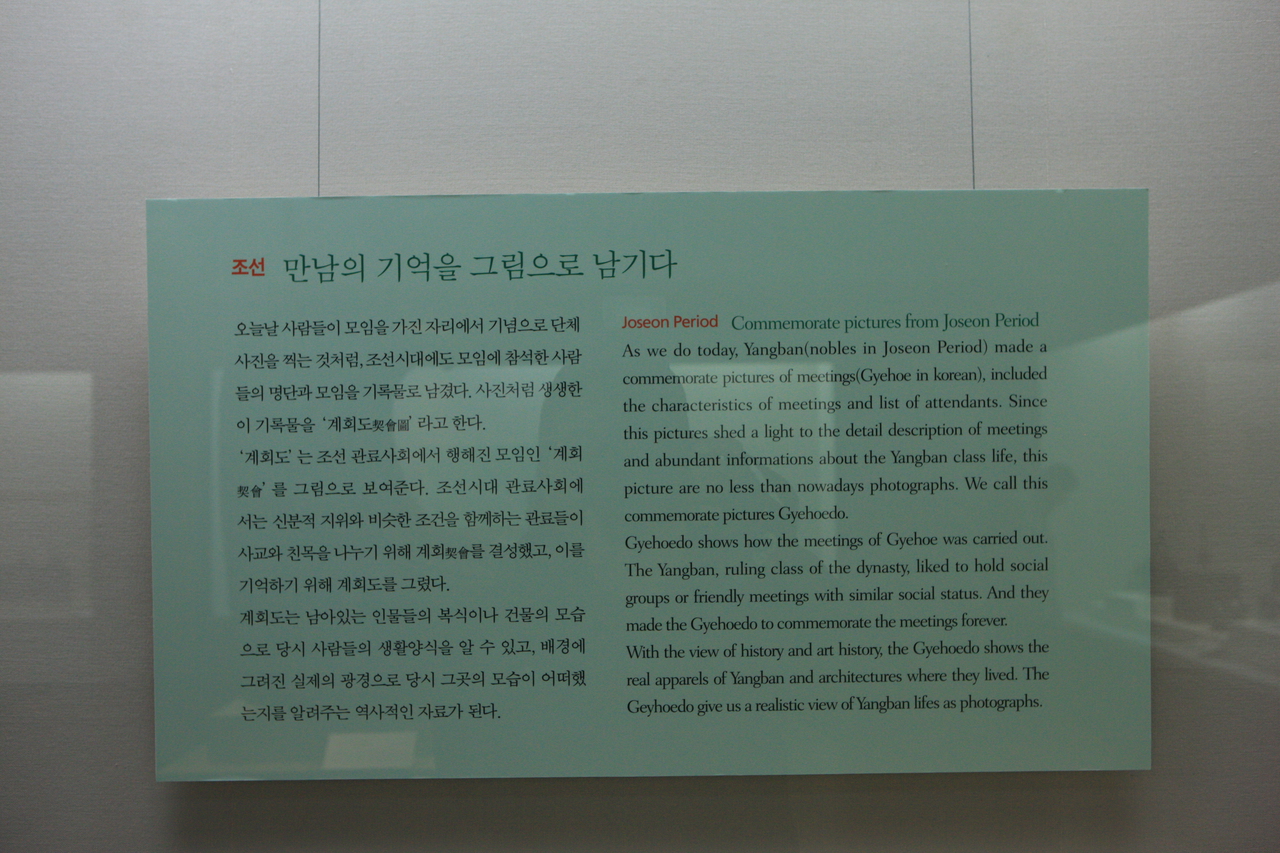 조선 만남의 기억을 그림으로 남기다
오늘날 사람들이 모임을 가진 자리에서 기념으로 단체
사진을 찍는 것처럼, 조선시대에도 모임에 참석한 사람
들의 명단과 모임을 기록물로 남겼다. 사진처럼 생생한
이 기록물을 ‘계회도契會圖’ 라고 한다.
‘계회도’ 는 조선 관료사회에서 행해진 모임인 ‘계회
契會’ 를 그림으로 보여준다. 조선시대 관료사회에
서는 신분적 지위와 비슷한 조건을 함께하는 관료들이
사교와 친목을 나누기 위해 계회契會를 결성했고, 이를
기억하기 위해 계회도를 그렸다.
계회도는 남아있는 인물들의 복식이나 건물의 모습
으로 당시 사람들의 생활양식을 알 수 있고, 배경에
그려진 실제의 광경으로 당시 그곳의 모습이 어떠했
는지를 알려주는 역사적인 자료가 된다.
Joseon Period Commemorate pictures from Joseon Period
As we do today, Yangban(nobles in Joseon Period) made a
commemorate pictures of meetings(Gyehoe in korean), included
the characteristics of meetings and list of attendants. Since
this pictures shed a light to the detail description of meetings
and abundant informations about the Yangban class life, this
picture are no less than nowadays photographs. We call this
commemorate pictures Gyehoedo.
Gyehoedo shows how the meetings of Gyehoe was carried out.
The Yangban, ruling class of the dynasty, liked to hold social
groups or friendly meetings with similar social status. And they
made the Gyehoedo to commemorate the meetings forever.
With the view of history and art history, the Gyehoedo shows the
real apparels of Yangban and architectures where they lived. The
Geyhoedo give us a realistic view of Yangban lifes as photographs.